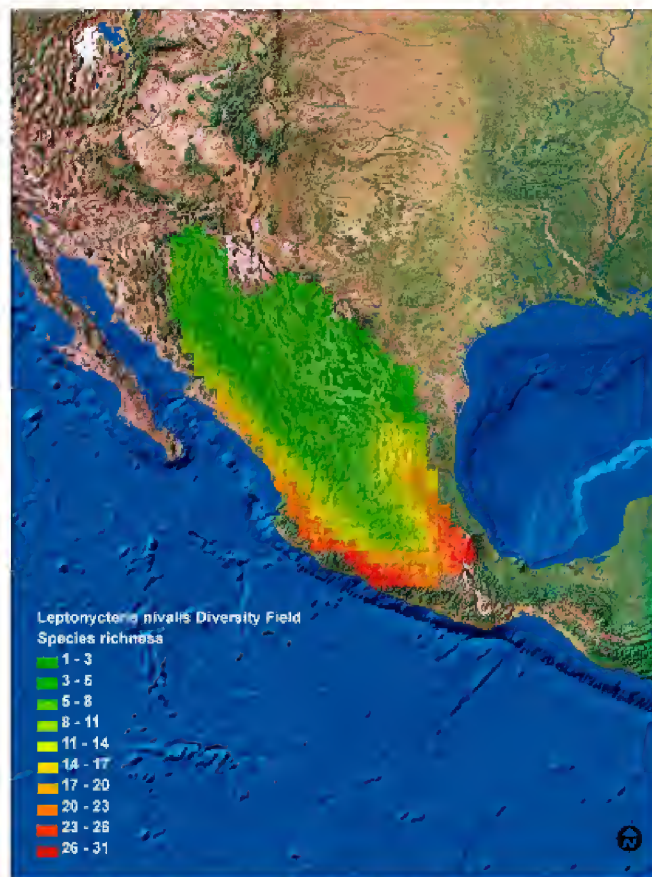 Leptonycteris nivalis Diversity Field
Species richness
1 - 3
3 - 5
5 - 8
8 - 11
11 - 14
14 - 17
17 - 20
20 - 23
23 - 26
26 - 31
N